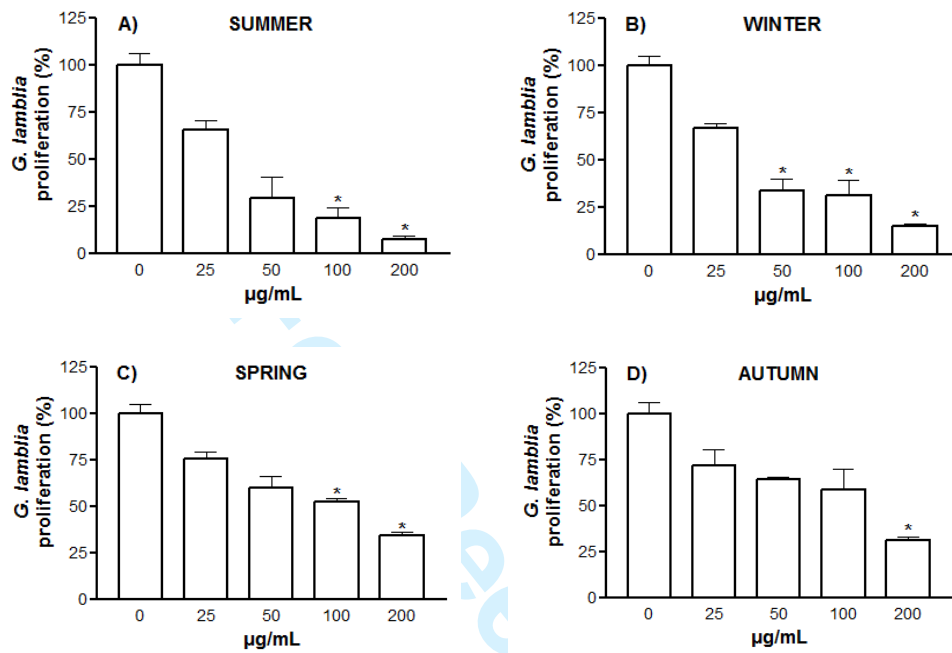 A) SUMMER
G. lamblia
proliferation (%)
125
100
75
50
25
0
*
*
0 25 50 100 200
µg/mL
B) WINTER
G. lamblia
proliferation (%)
125
100
75
50
25
0
*
*
*
0 25 50 100 200
µg/mL
C) SPRING
G. lamblia
proliferation (%)
125
100
75
50
25
0
*
*
0 25 50 100 200
µg/mL
D) AUTUMN
G. lamblia
proliferation (%)
125
100
75
50
25
0
*
0 25 50 100 200
µg/mL